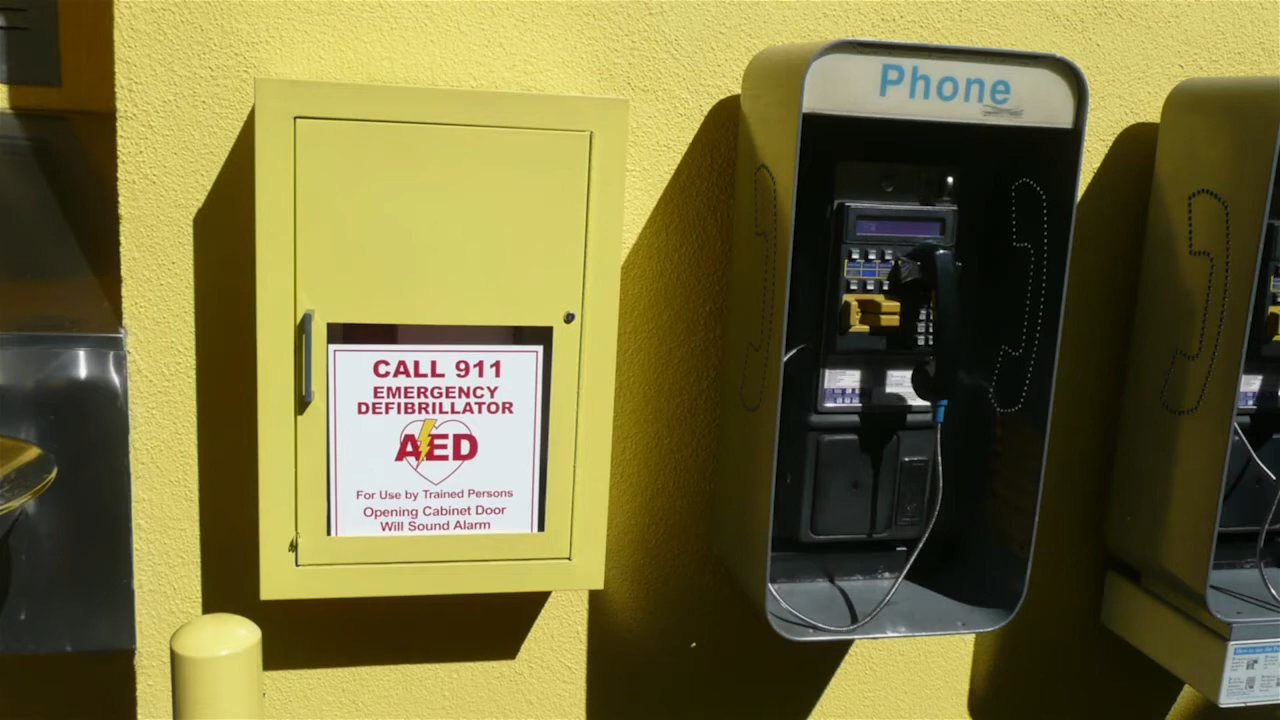 CALL 911
EMERGENCY
DEFIBRILLATOR
AED
For Use by Trained Persons
Opening Cabinet Door
Will Sound Alarm
Phone